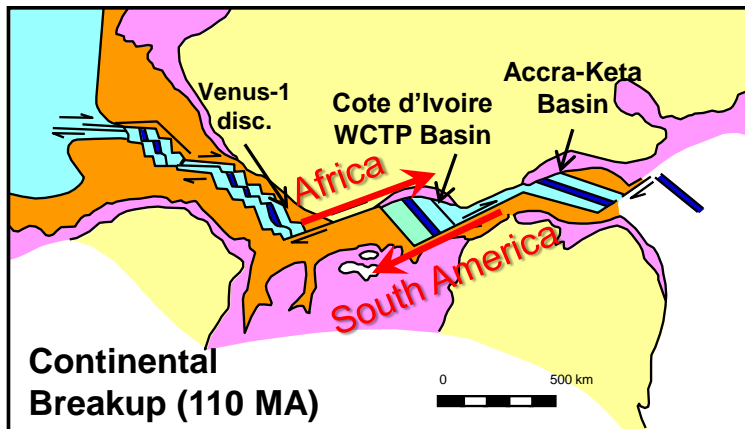 Venus-1
disc.
Cote d'Ivoire
WCTP Basin
Accra-Keta
Basin
Africa
South America
Continental
Breakup (110 MA)
0 500 km